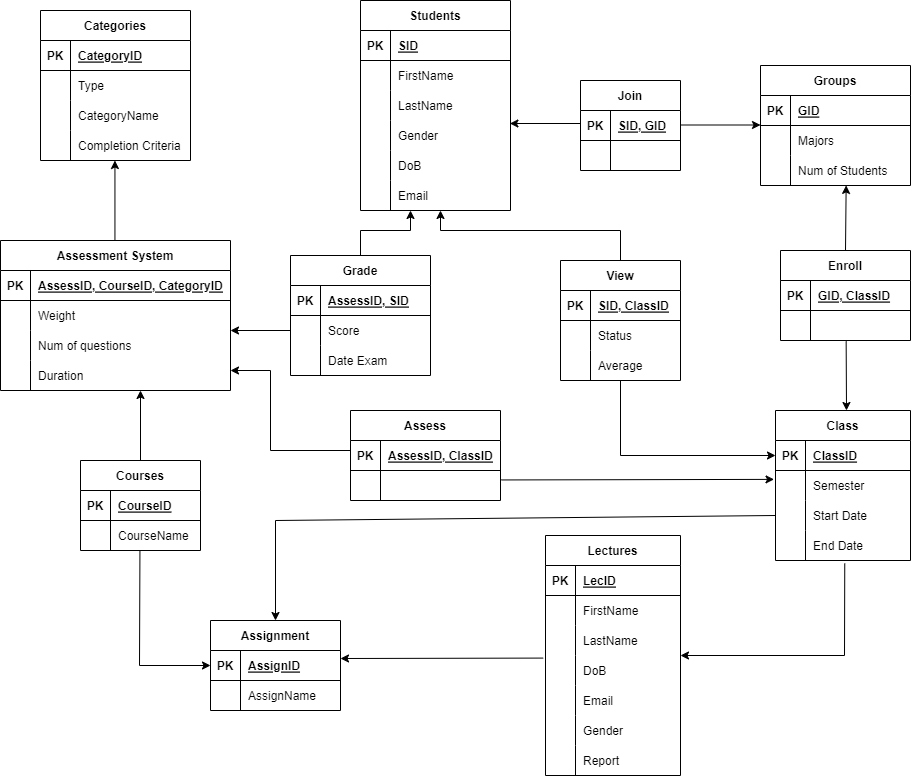 Categories
PK CategoryID
Type
CategoryName
Completion Criteria
Students
PK SID
FirstName
LastName
Gender
DoB
Email
Join
PK SID, GID
Groups
PK GID
Majors
Num of Students
Assessment System
PK AssessID, CourseID, CategoryID
Weight
Num of questions
Duration
Grade
PK AssessID, SID
Score
Date Exam
View
PK SID, ClassID
Status
Average
Enroll
PK GID, ClassID
Assess
PK AssessID, ClassID
Class
PK ClassID
Semester
Start Date
End Date
Courses
PK CourseID
CourseName
Lectures
PK LecID
FirstName
LastName
DoB
Email
Gender
Report
Assignment
PK AssignID
AssignName